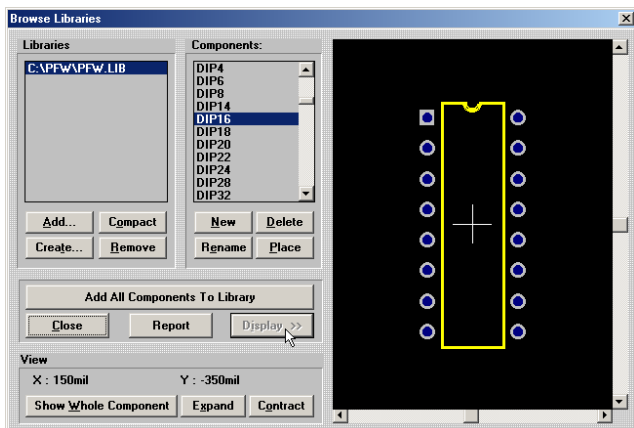 Browse Libraries
Libraries
C:\PFW\PFW.LIB
Add...
Compact
Create...
Remove
Components:
DIP4
DIP6
DIP8
DIP14
DIP16
DIP18
DIP20
DIP22
DIP24
DIP28
DIP32
New
Delete
Rename
Place
Add All Components To Library
Close
Report
Display >>
View
X : 150mil
Y : -350mil
Show Whole Component
Expand
Contract